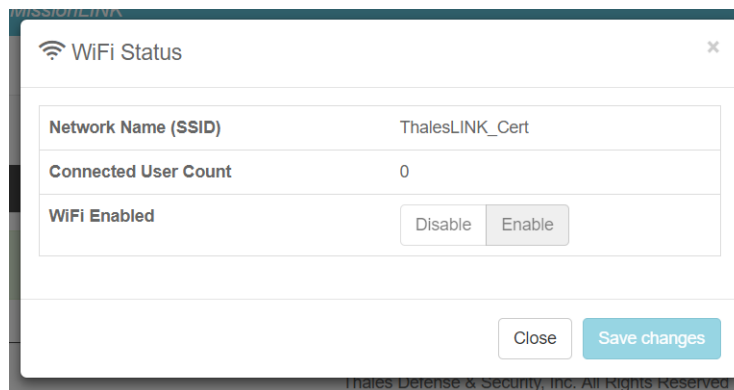 MissionLINK
WiFi Status ×
Network Name (SSID) ThalesLINK_Cert
Connected User Count 0
WiFi Enabled Disable Enable
Close Save changes
Thales Defense & Security, Inc. All Rights Reserved